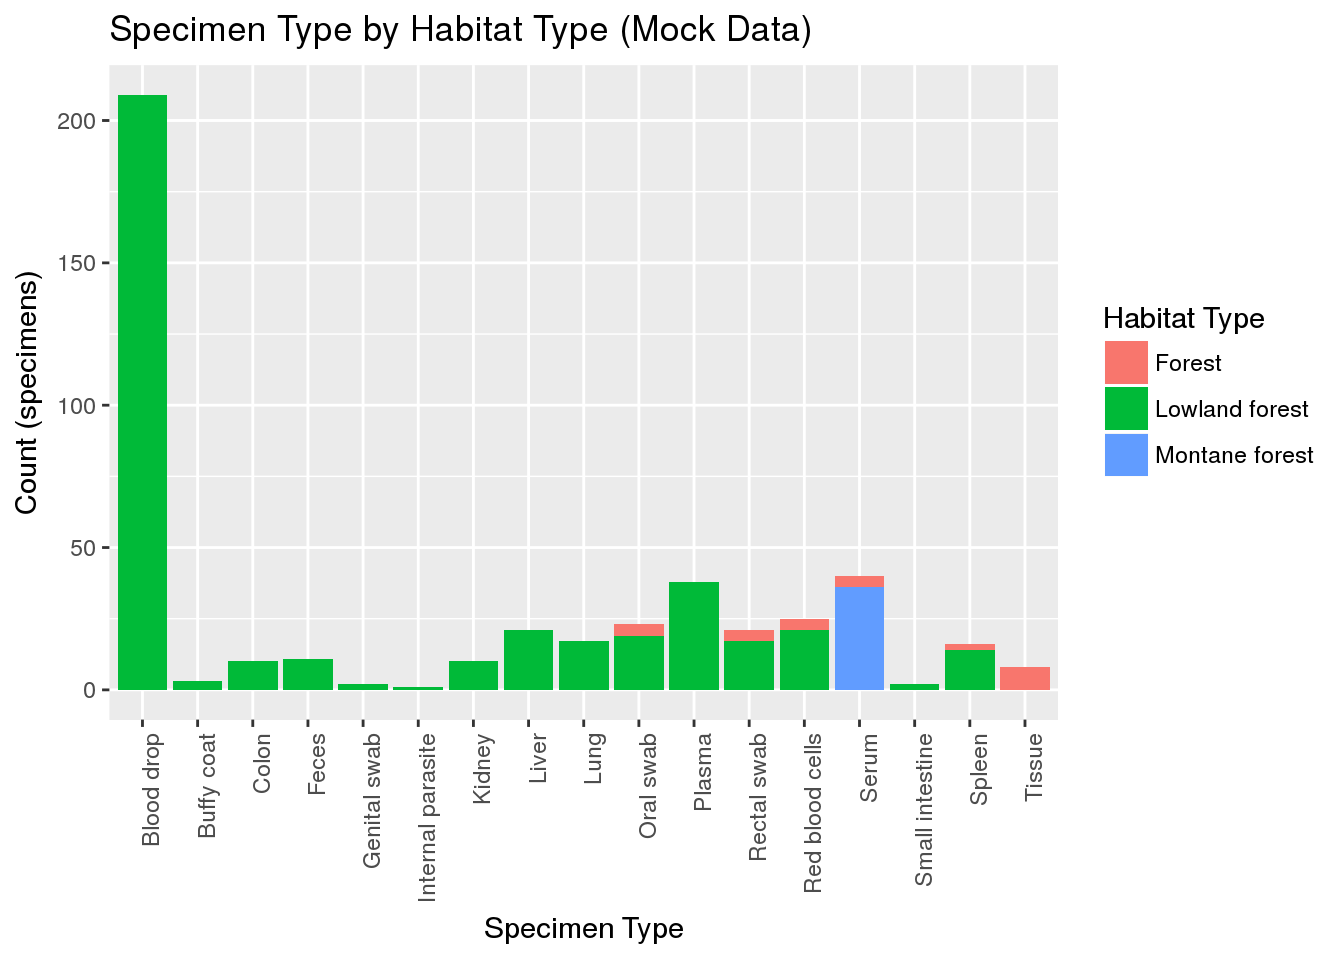 Specimen Type by Habitat Type (Mock Data)
Count (specimens)
200
150
100
50
0
Blood drop
Buffy coat
Colon
Feces
Genital swab
Internal parasite
Kidney
Liver
Lung
Oral swab
Plasma
Rectal swab
Red blood cells
Serum
Small intestine
Spleen
Tissue
Specimen Type
Habitat Type
Forest
Lowland forest
Montane forest